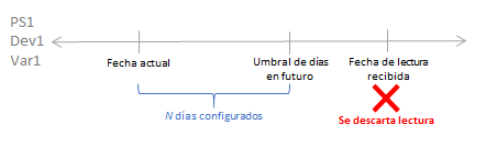 PS1
Dev1
Var1
Fecha actual
Umbral de días
en futuro
Fecha de lectura
recibida
N días configurados
Se descarta lectura